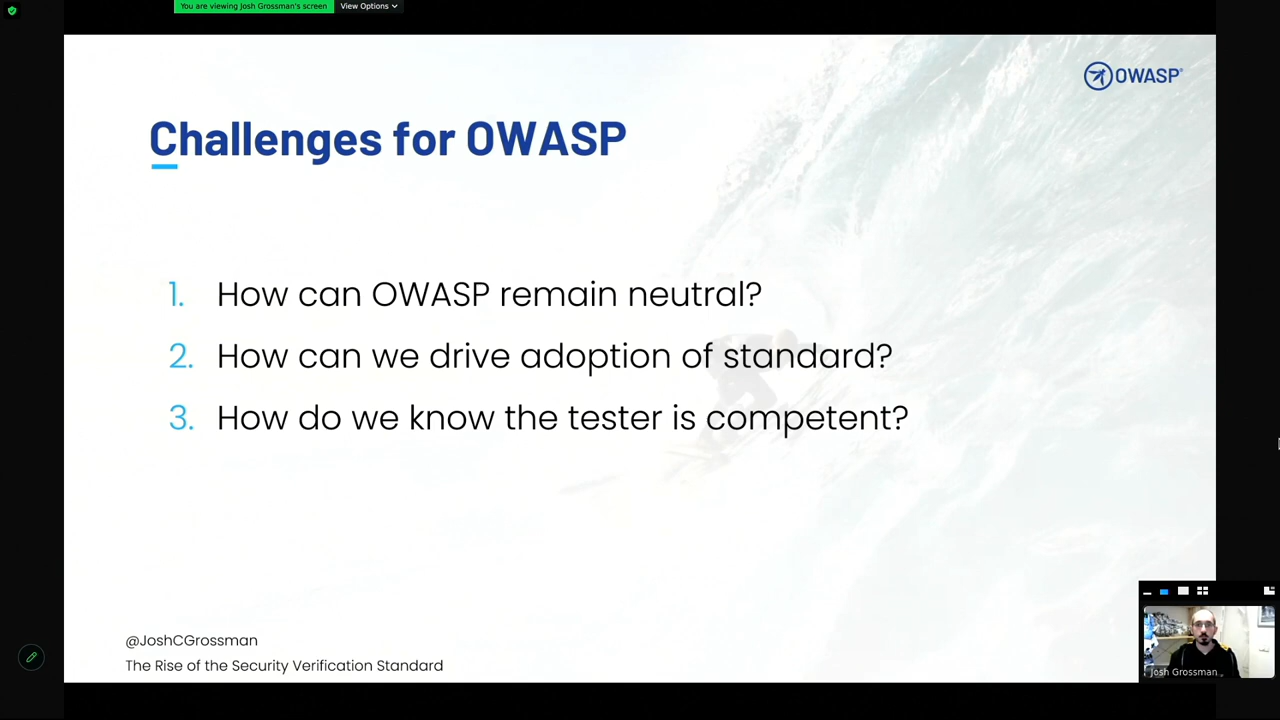 You are viewing Josh Grossman's screen View Options
OWASP
Challenges for OWASP
1. How can OWASP remain neutral?
2. How can we drive adoption of standard?
3. How do we know the tester is competent?
@JoshCGrossman
The Rise of the Security Verification Standard
Josh Grossman